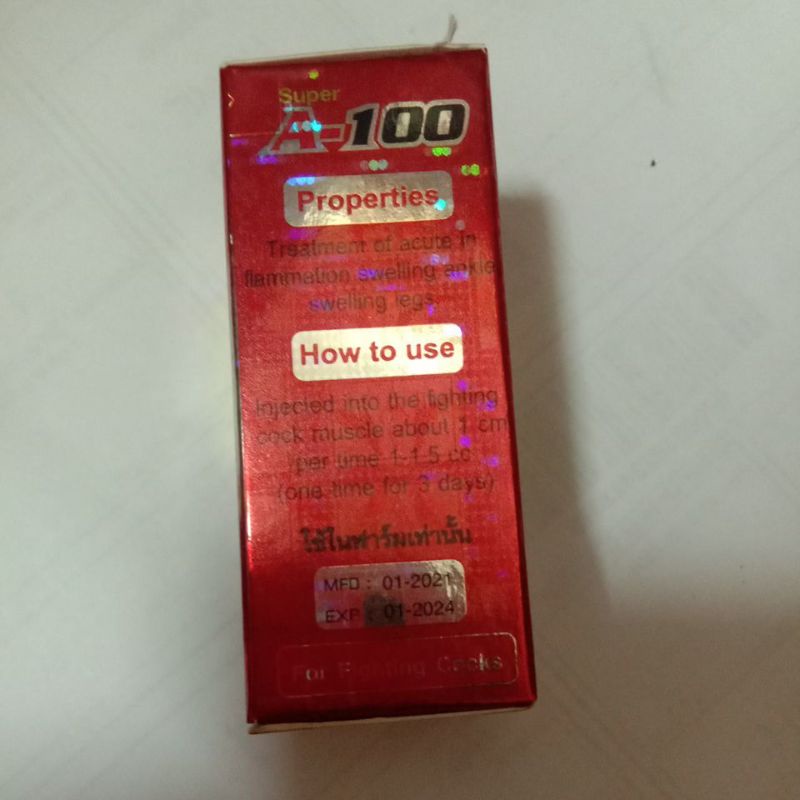 Super
A-100
Properties
Treatment of acute in
flammation swelling ankle
swelling legs
How to use
Injected into the fighting
cock muscle about 1 cm
per time 1-1.5 cc
(one time for 3 days)
ใช้ในฟาร์มเท่านั้น
MFD : 01-2021
EXP : 01-2024
For Fighting Cocks